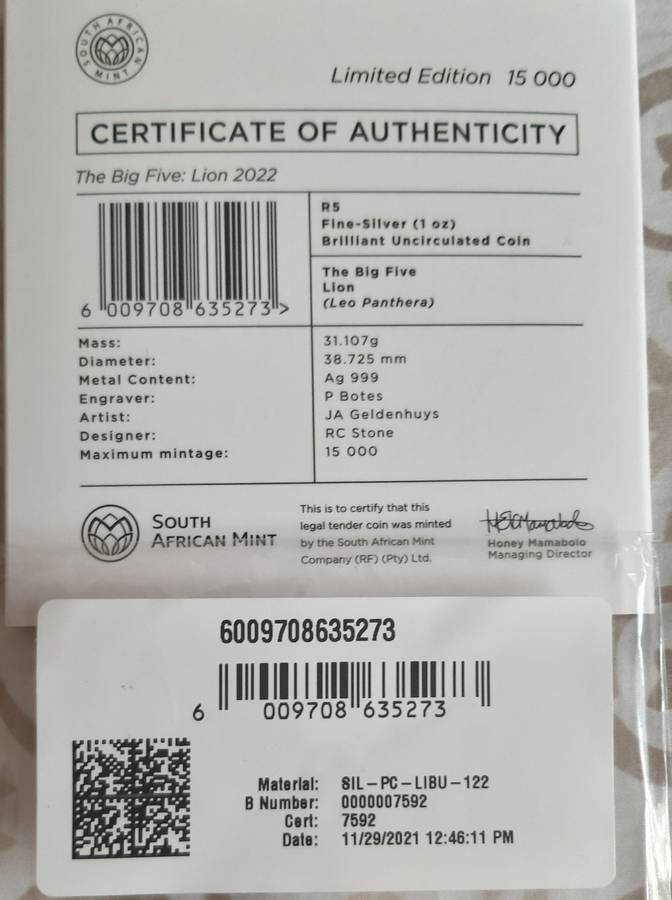 SOUTH AFRICAN MINT
Limited Edition 15 000
CERTIFICATE OF AUTHENTICITY
The Big Five: Lion 2022
R5
Fine-Silver (1 oz)
Brilliant Uncirculated Coin
The Big Five
Lion
(Leo Panthera)
6 009708 635273 >
Mass: 31.107g
Diameter: 38.725 mm
Metal Content: Ag 999
Engraver: P Botes
Artist: JA Geldenhuys
Designer: RC Stone
Maximum mintage: 15 000
SOUTH
AFRICAN MINT
This is to certify that this
legal tender coin was minted
by the South African Mint
Company (RF) (Pty) Ltd.
Honey Mamabolo
Managing Director
6009708635273
6 009708 635273
Material: SIL-PC-LIBU-122
B Number: 0000007592
Cert: 7592
Date: 11/29/2021 12:46:11 PM